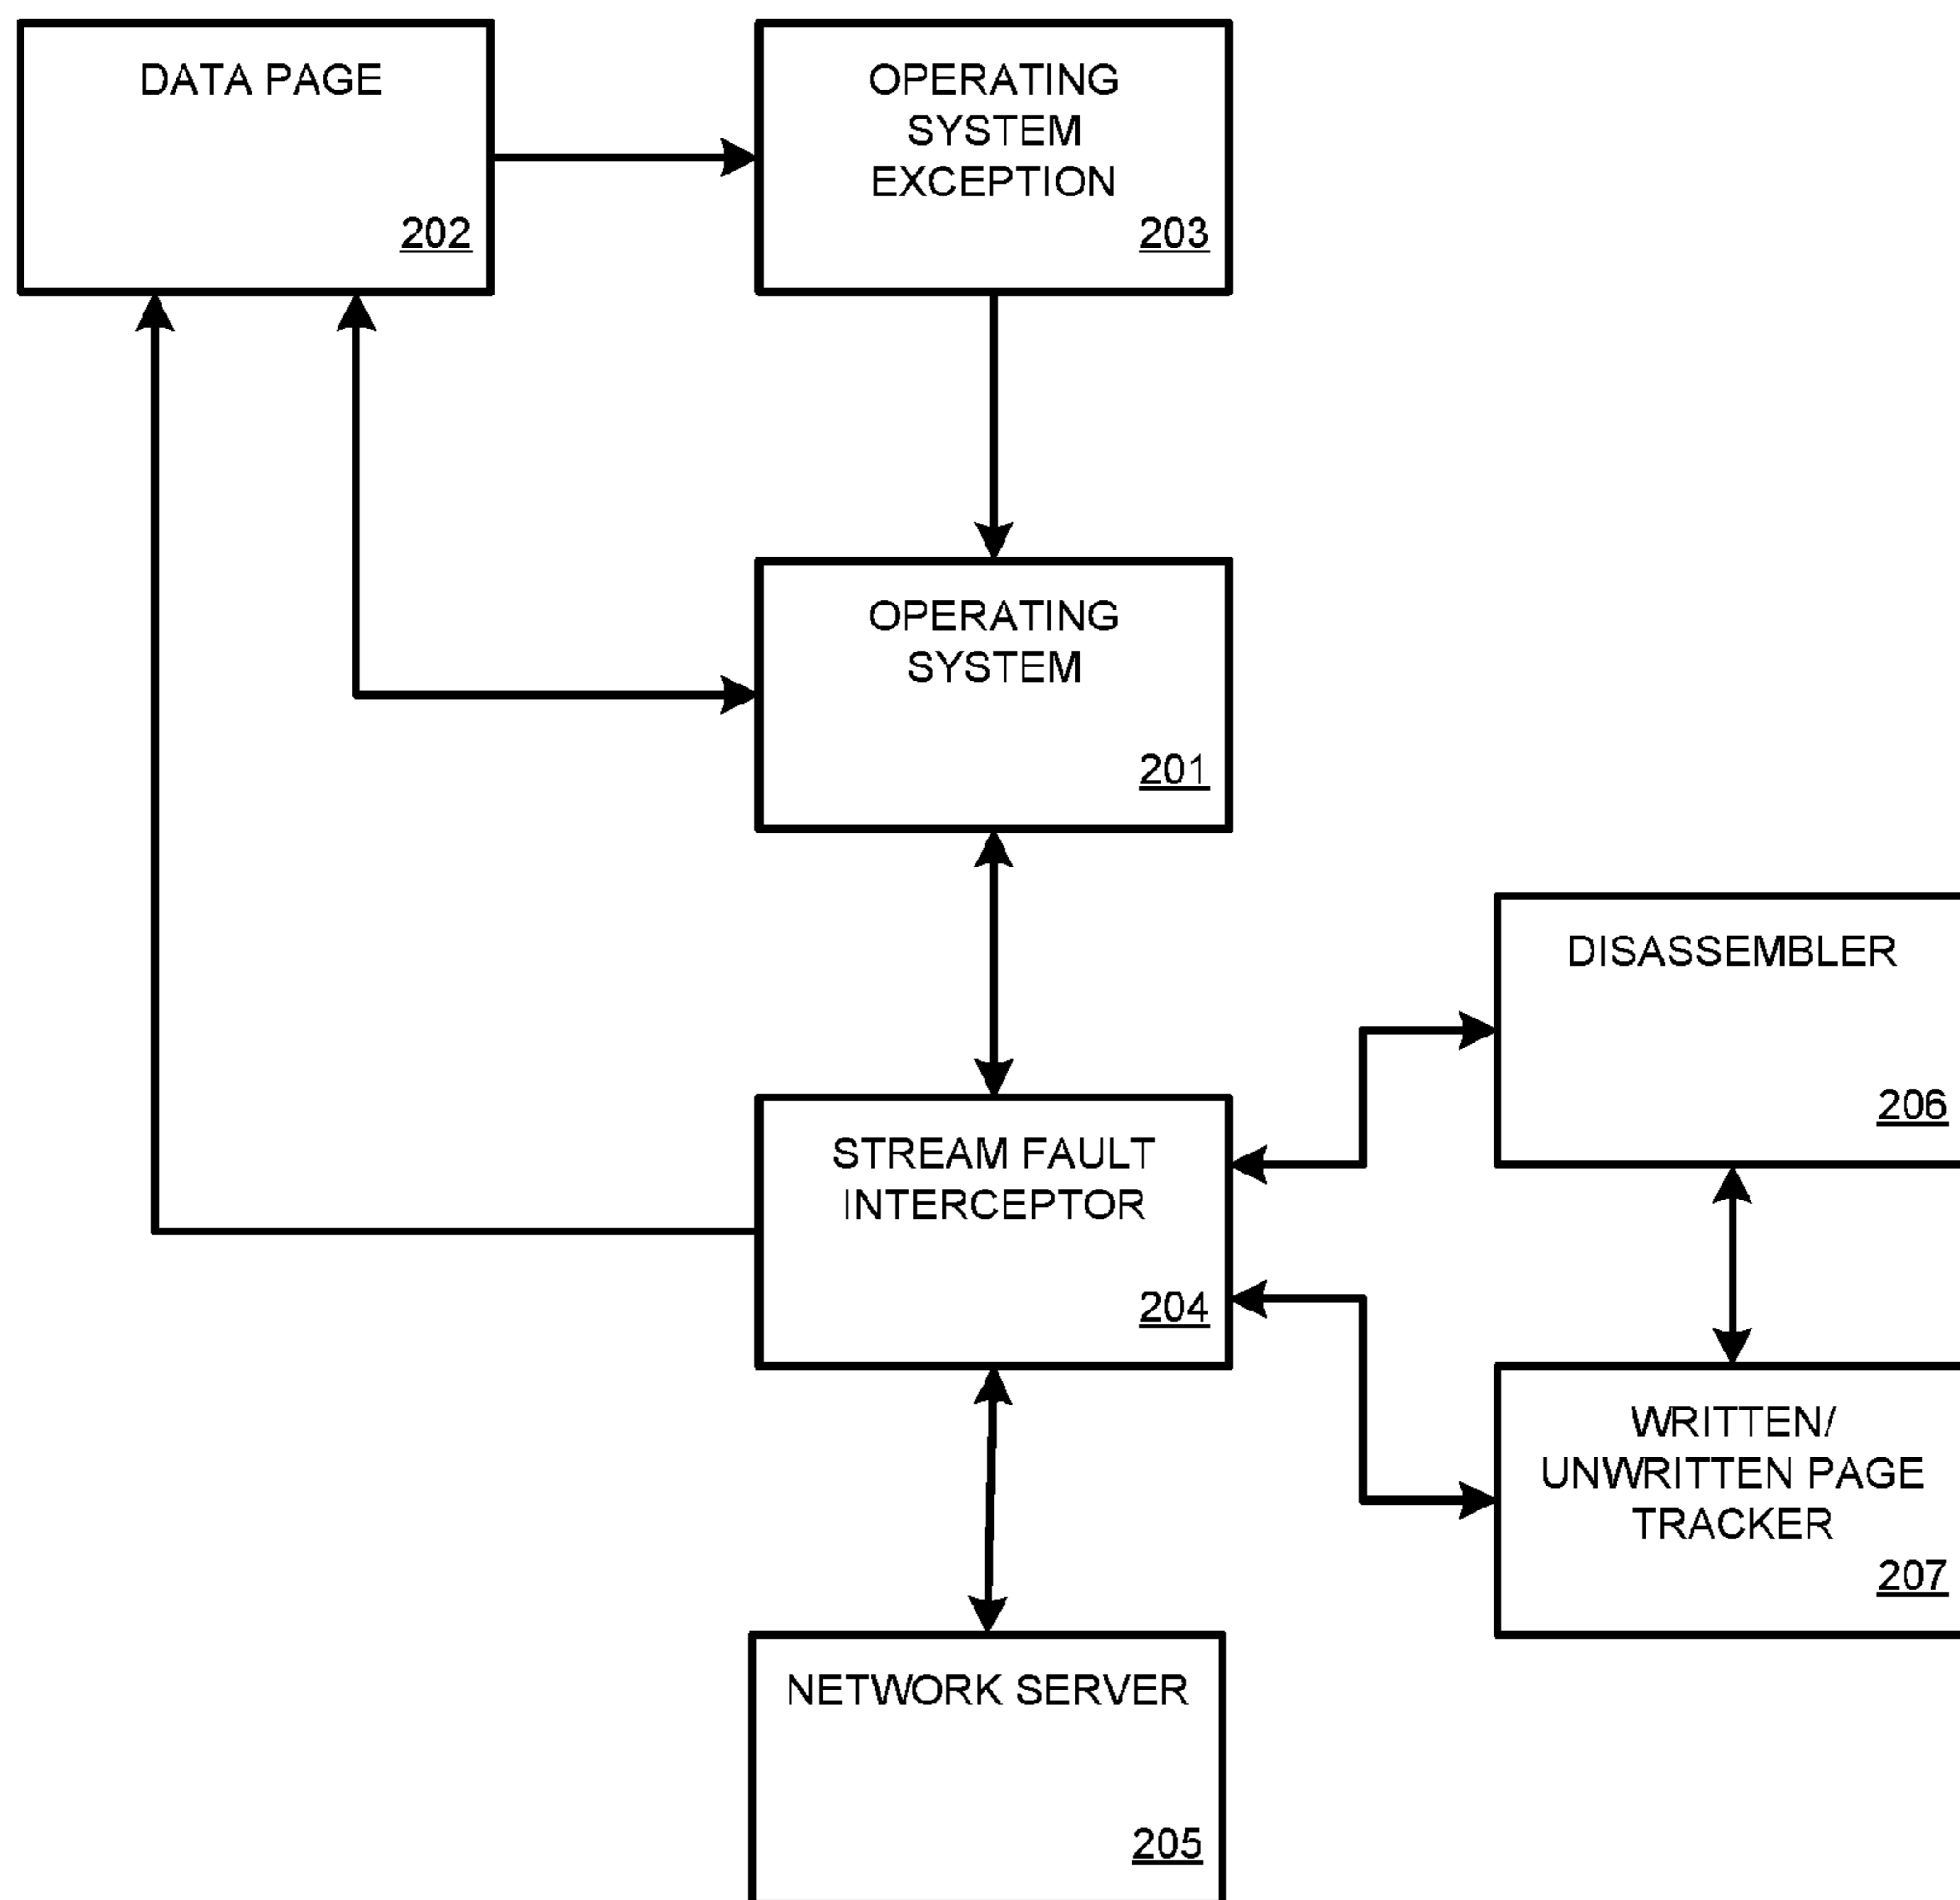 DATA PAGE
202
OPERATING
SYSTEM
EXCEPTION
203
OPERATING
SYSTEM
201
DISASSEMBLER
206
STREAM FAULT
INTERCEPTOR
204
WRITTEN/
UNWRITTEN PAGE
TRACKER
207
NETWORK SERVER
205